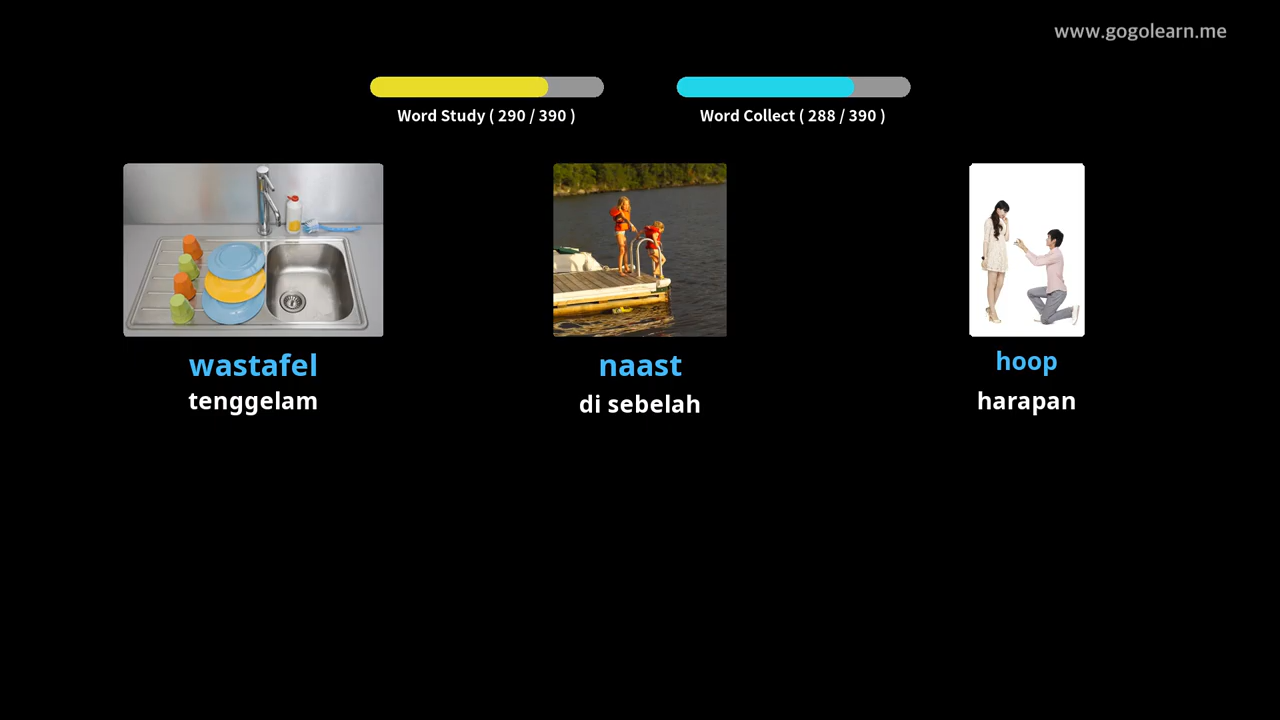 www.gogolearn.me
Word Study ( 290 / 390 )
Word Collect ( 288 / 390 )
wastafel
tenggelam
naast
di sebelah
hoop
harapan